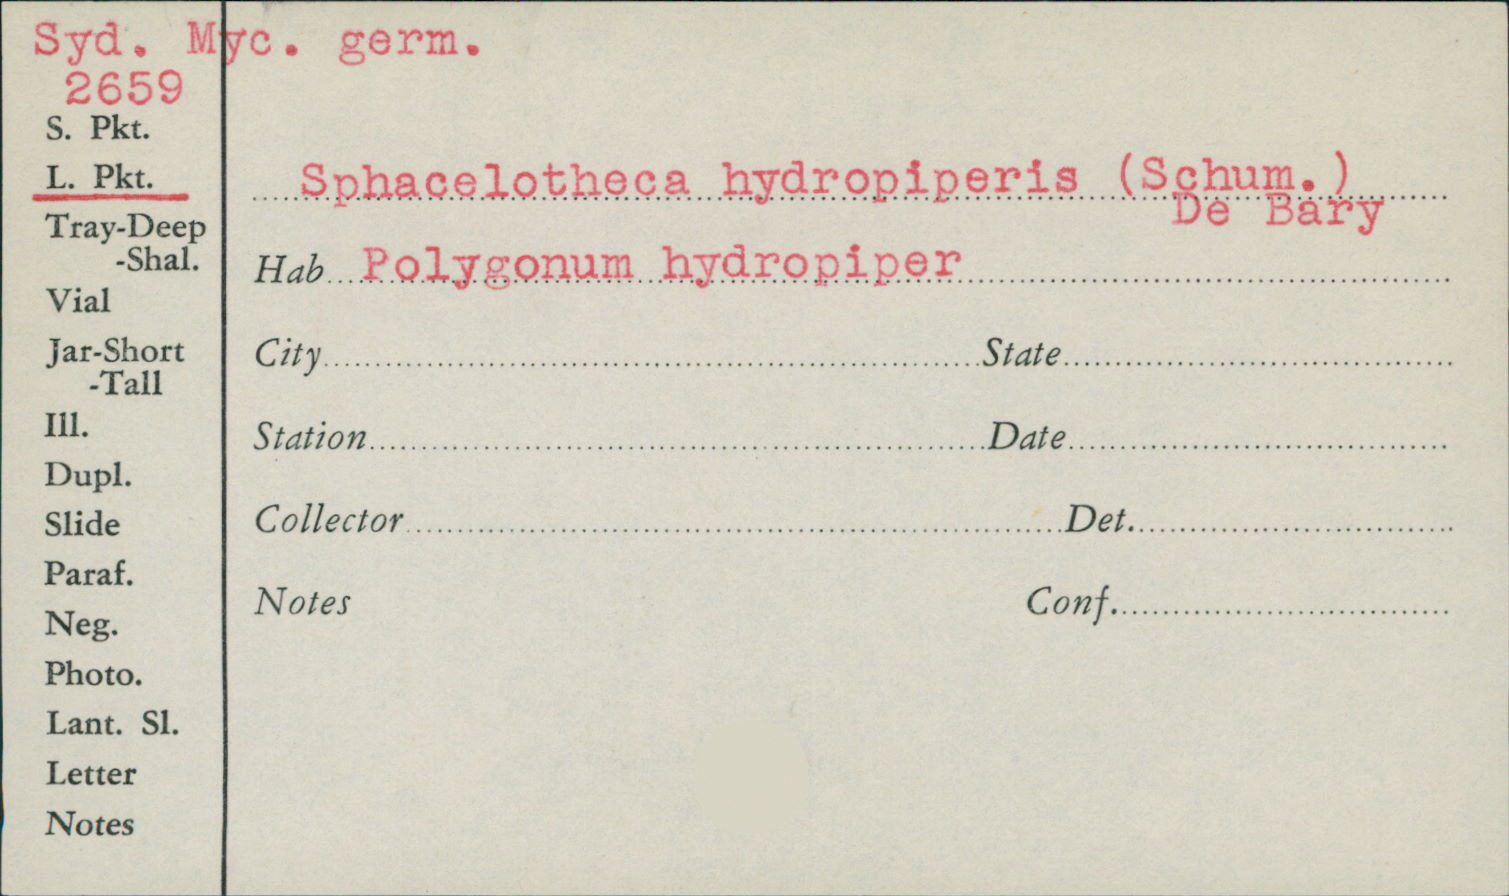 Syd. Myc. germ.
2659
S. Pkt.
L. Pkt.
Tray-Deep
-Shal.
Vial
Jar-Short
-Tall
Ill.
Dupl.
Slide
Paraf.
Neg.
Photo.
Lant. Sl.
Letter
Notes
Sphacelotheca hydropiperis (Schum.)
De Bary
Hab. Polygonum hydropiper
City State
Station Date
Collector Det.
Notes Conf.